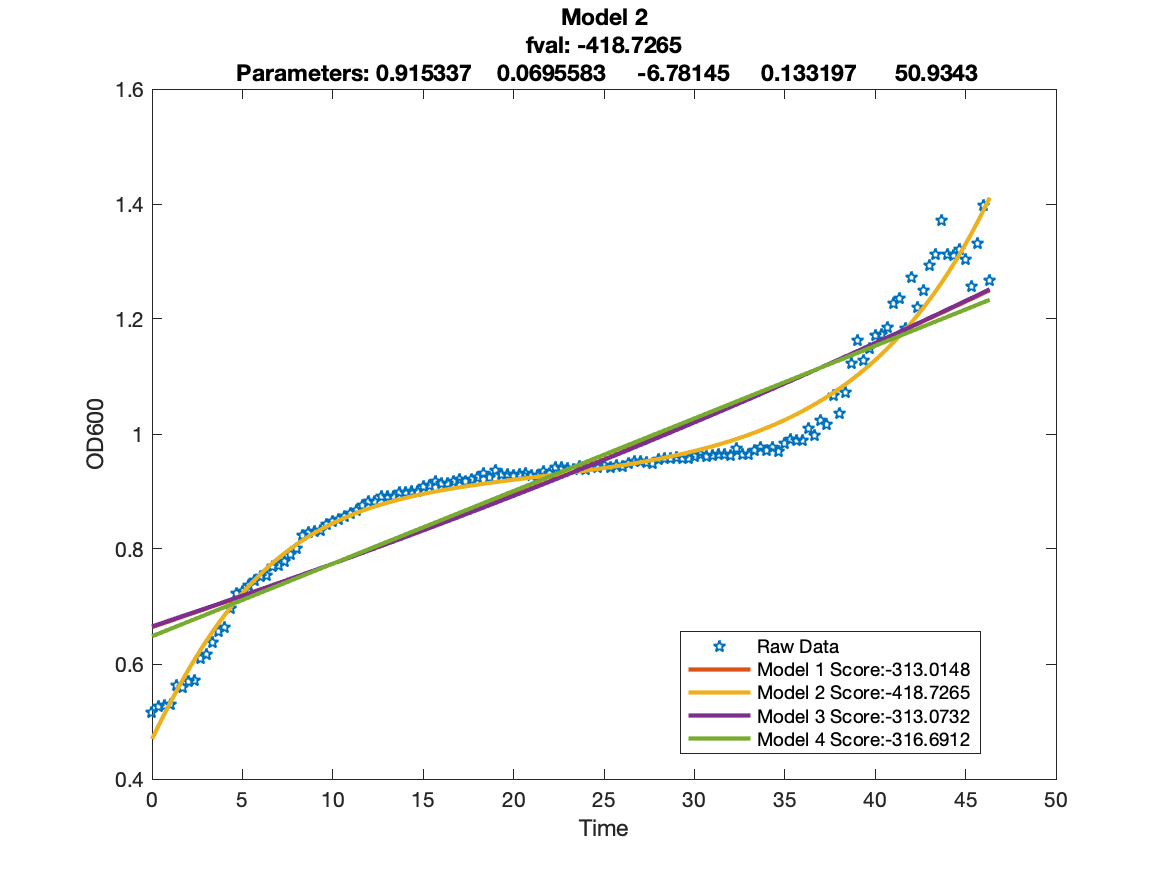 Model 2
fval: -418.7265
Parameters: 0.915337 0.0695583 -6.78145 0.133197 50.9343
1.6
1.4
1.2
1
0.8
0.6
0.4
OD600
Raw Data
Model 1 Score:-313.0148
Model 2 Score:-418.7265
Model 3 Score:-313.0732
Model 4 Score:-316.6912
0 5 10 15 20 25 30 35 40 45 50
Time